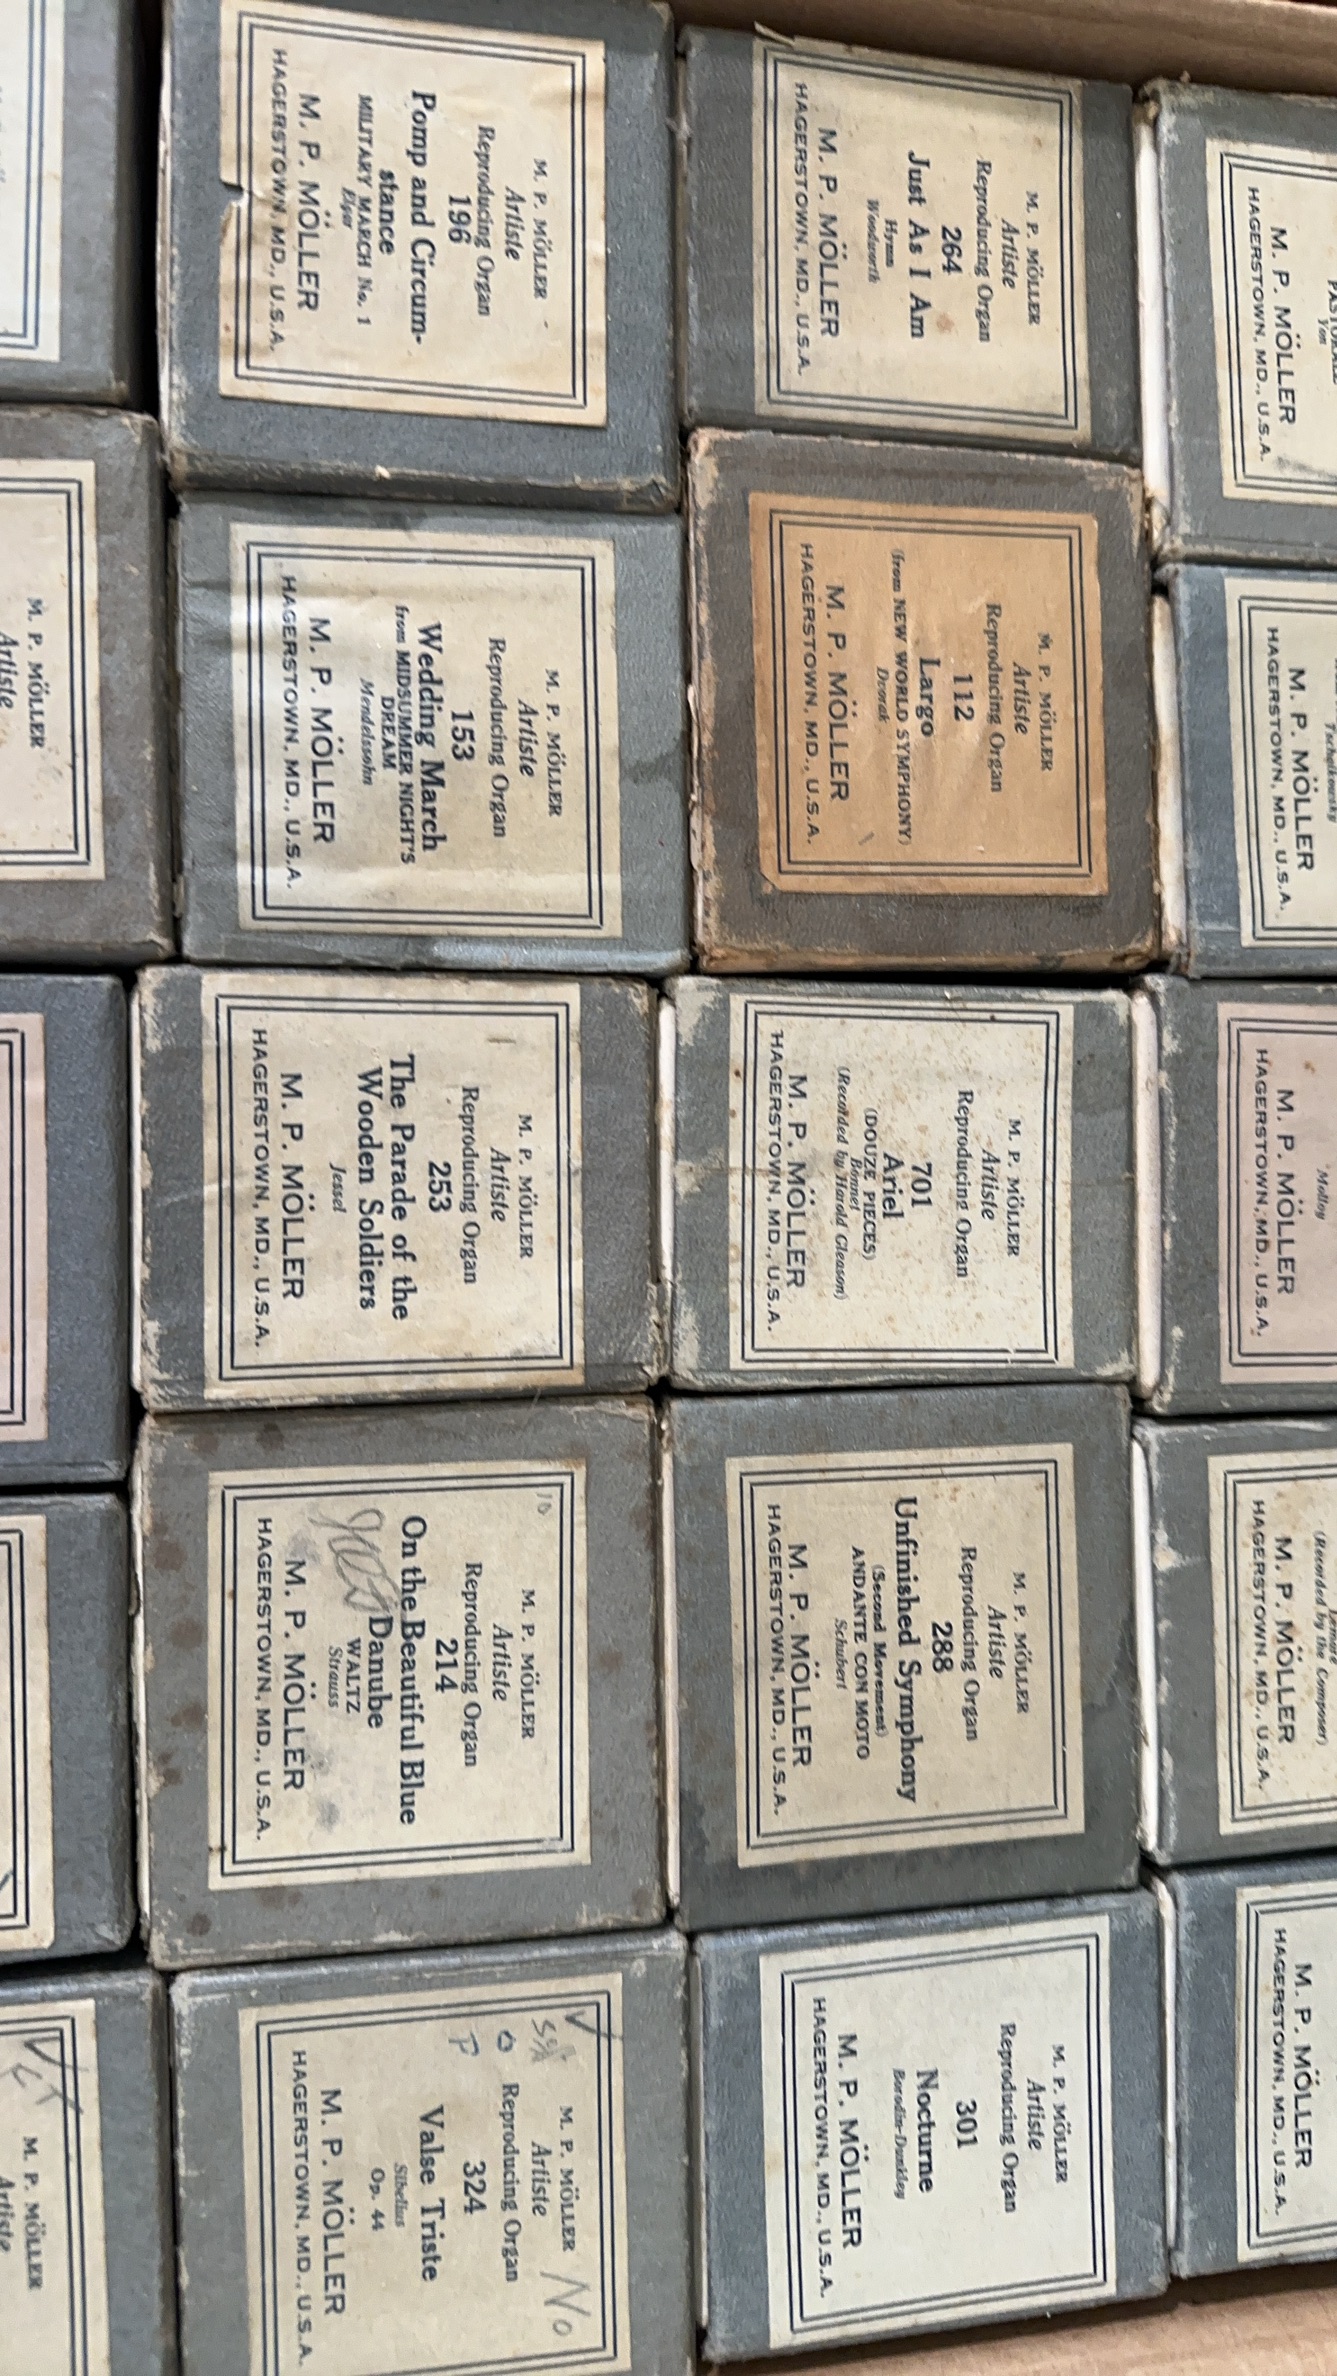 PASTORALE
Yon
M. P. MÖLLER
HAGERSTOWN, MD., U.S.A.
Tschaikowsky
M. P. MÖLLER
HAGERSTOWN, MD., U.S.A.
Molloy
M. P. MÖLLER
HAGERSTOWN, MD., U.S.A.
(Recorded by the Composer)
M. P. MÖLLER
HAGERSTOWN, MD., U.S.A.
M. P. MÖLLER
HAGERSTOWN, MD., U.S.A.
M. P. MÖLLER
Artiste
Reproducing Organ
264
Just As I Am
Hymn
Woodworth
M. P. MÖLLER
HAGERSTOWN, MD., U.S.A.
M. P. MÖLLER
Artiste
Reproducing Organ
112
Largo
(from NEW WORLD SYMPHONY)
Dvorak
M. P. MÖLLER
HAGERSTOWN, MD., U.S.A.
M. P. MÖLLER
Artiste
Reproducing Organ
701
Ariel
(DOUZE PIECES)
Bonnet
(Recorded by Harold Gleason)
M. P. MÖLLER
HAGERSTOWN, MD., U.S.A.
M. P. MÖLLER
Artiste
Reproducing Organ
288
Unfinished Symphony
(Second Movement)
ANDANTE CON MOTO
Schubert
M. P. MÖLLER
HAGERSTOWN, MD., U.S.A.
M. P. MÖLLER
Artiste
Reproducing Organ
301
Nocturne
Borodin-Dunkley
M. P. MÖLLER
HAGERSTOWN, MD., U.S.A.
M. P. MÖLLER
Artiste
Reproducing Organ
196
Pomp and Circum-
stance
MILITARY MARCH No. 1
Elgar
M. P. MÖLLER
HAGERSTOWN, MD., U.S.A.
M. P. MÖLLER
Artiste
Reproducing Organ
153
Wedding March
from MIDSUMMER NIGHT'S
DREAM
Mendelssohn
M. P. MÖLLER
HAGERSTOWN, MD., U.S.A.
M. P. MÖLLER
Artiste
Reproducing Organ
253
The Parade of the
Wooden Soldiers
Jessel
M. P. MÖLLER
HAGERSTOWN, MD., U.S.A.
10
M. P. MÖLLER
Artiste
Reproducing Organ
214
On the Beautiful Blue
Danube
WALTZ
Strauss
M. P. MÖLLER
HAGERSTOWN, MD., U.S.A.
M. P. MÖLLER
Artiste No
Reproducing Organ
P 324
Valse Triste
Sibelius
Op. 44
M. P. MÖLLER
HAGERSTOWN, MD., U.S.A.
M. P. MÖLLER
Artiste
M. P. MÖLLER
Artiste